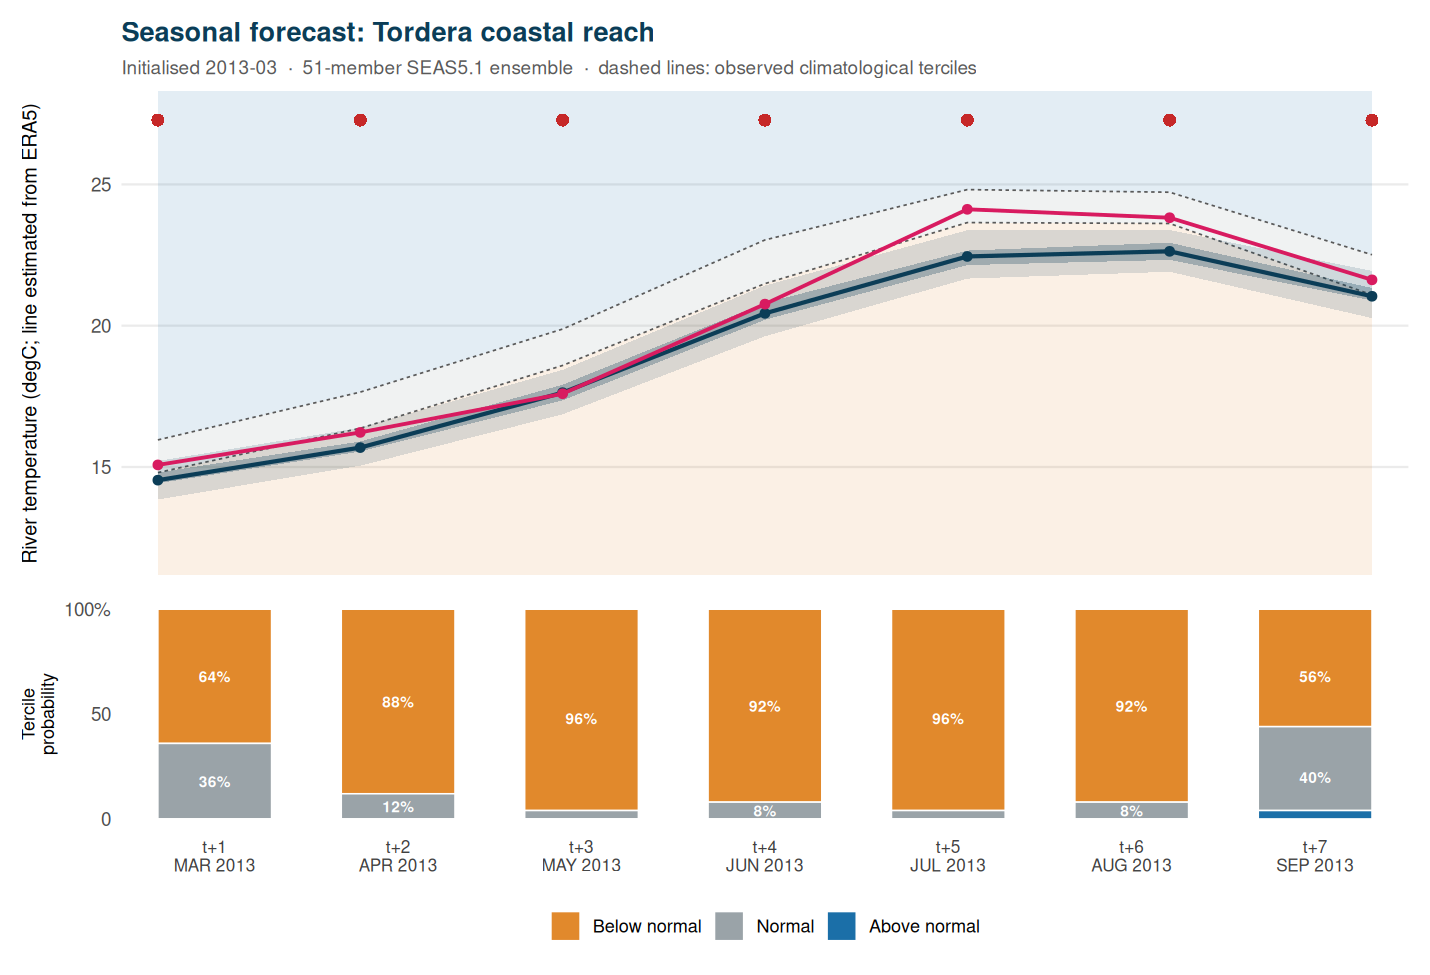 Seasonal forecast: Tordera coastal reach
Initialised 2013-03 · 51-member SEAS5.1 ensemble · dashed lines: observed climatological terciles
River temperature (degC; line estimated from ERA5)
25
20
15
Tercile
probability
100%
50
0
64%
36%
88%
12%
96%
92%
8%
96%
92%
8%
56%
40%
t+1
MAR 2013
t+2
APR 2013
t+3
MAY 2013
t+4
JUN 2013
t+5
JUL 2013
t+6
AUG 2013
t+7
SEP 2013
Below normal
Normal
Above normal